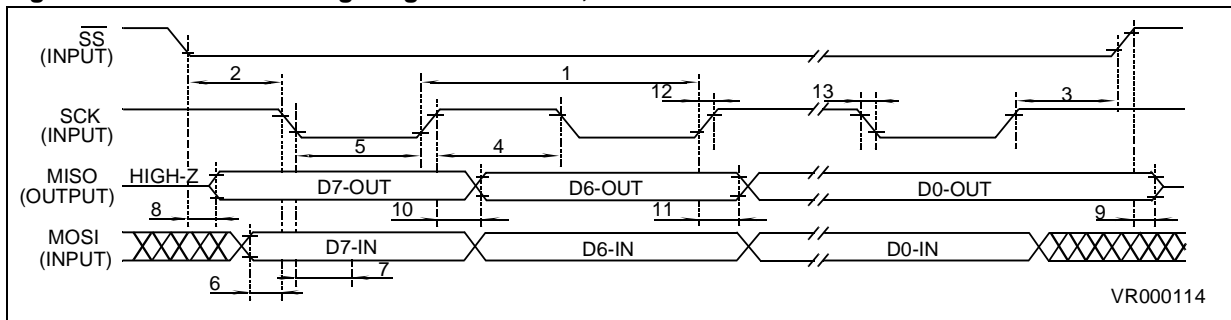 SS
(INPUT)
2
1
12
13
3
SCK
(INPUT)
5
4
MISO
(OUTPUT)
HIGH-Z
D7-OUT
D6-OUT
D0-OUT
8
10
11
9
MOSI
(INPUT)
D7-IN
D6-IN
D0-IN
7
6
VR000114